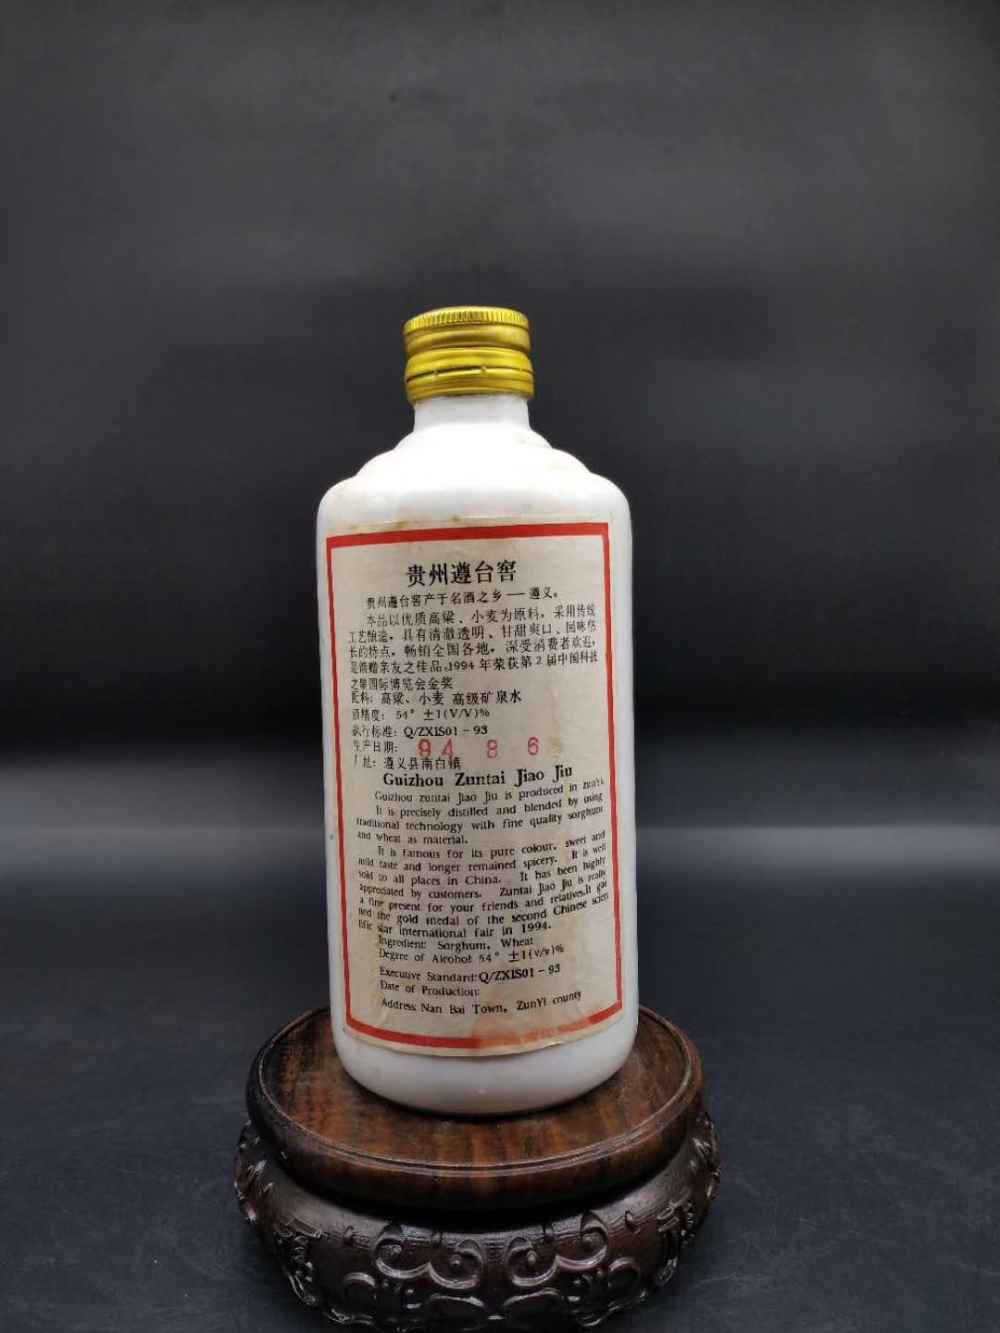 贵州遵台窖
贵州遵台窖产于名酒之乡——遵义。
本品以优质高粱、小麦为原料，采用传统
工艺酿造，具有清澈透明、甘甜爽口、回味悠
长的特点，畅销全国各地，深受消费者欢迎，
是馈赠亲友之佳品。1994年荣获第2届中国科技
之星国际博览会金奖
配料：高粱、小麦 高级矿泉水
酒精度：54°±1(V/V)%
执行标准：Q/ZXJS01-93
生产日期：94 8 6
厂址：遵义县南白镇
Guizhou Zuntai Jiao Jiu
Guizhou zuntai Jiao Jiu is produced in zunYi.
It is precisely distilled and blended by using
traditional technology with fine quality sorghum
and wheat as material.
It is famous for its pure colour, sweet and
mild taste and longer remained spicery. It is well
sold to all places in China. It has been highly
appreciated by customers. Zuntai Jiao Jiu is really
a fine present for your friends and relatives.It gai
ned the gold medal of the second Chinese scien
tific star international fair in 1994.
Ingredient: Sorghum, Wheat
Degree of Alcohol 54° ±1(v/v)%
Executive Standard:Q/ZXJS01-93
Date of Production:
Address Nan Bai Town, ZunYi county